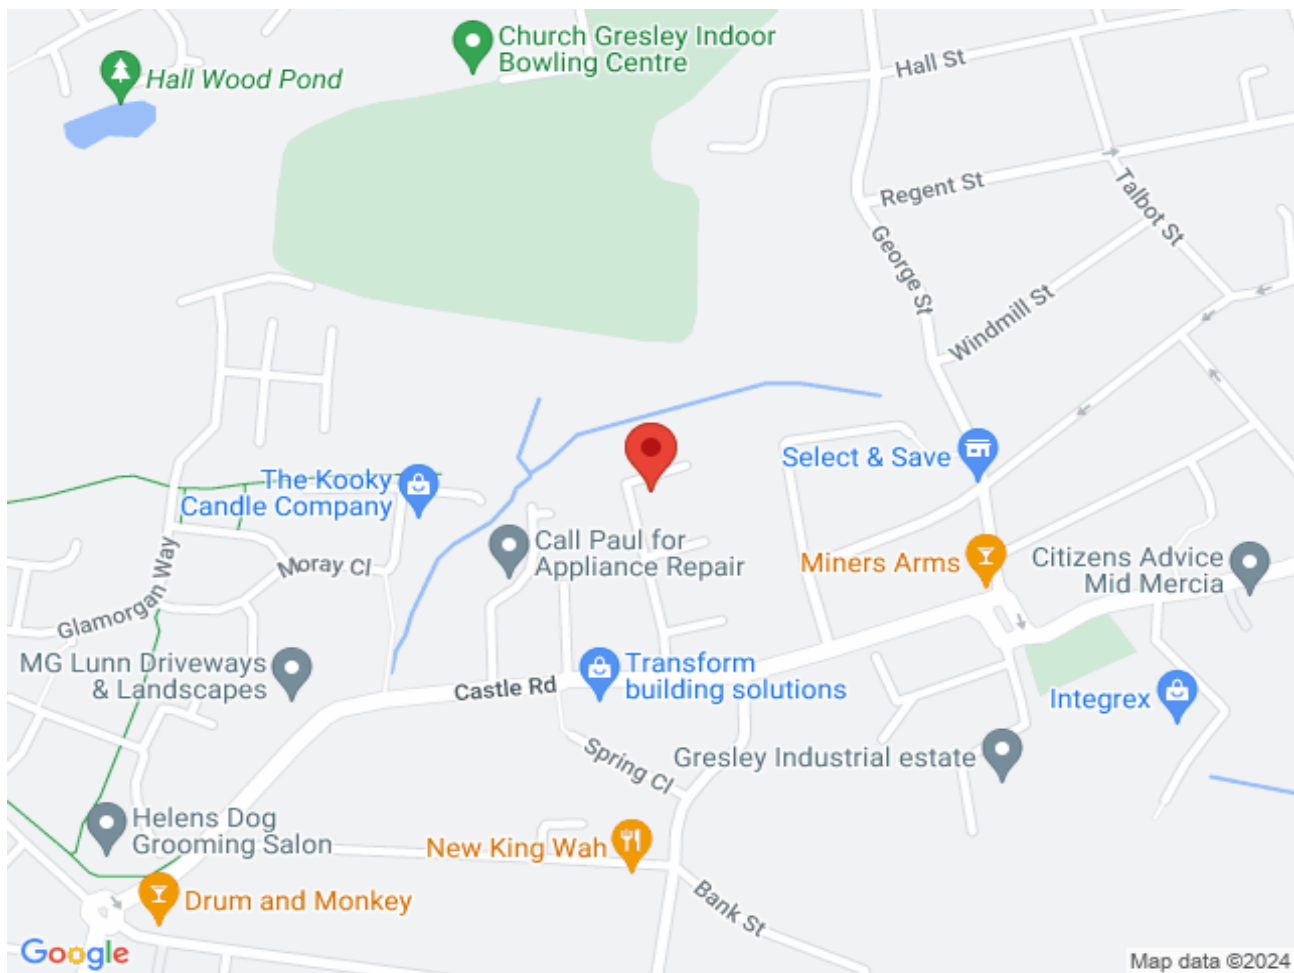 Church Gresley Indoor
Bowling Centre
Hall Wood Pond
Hall St
Regent St
Talbot St
George St
Windmill St
The Kooky
Candle Company
Select & Save
Call Paul for
Appliance Repair
Moray Cl
Miners Arms
Citizens Advice
Mid Mercia
Glamorgan Way
MG Lunn Driveways
& Landscapes
Castle Rd
Transform
building solutions
Integrex
Spring Cl
Gresley Industrial estate
Helens Dog
Grooming Salon
New King Wah
Drum and Monkey
Bank St
Google
Map data ©2024